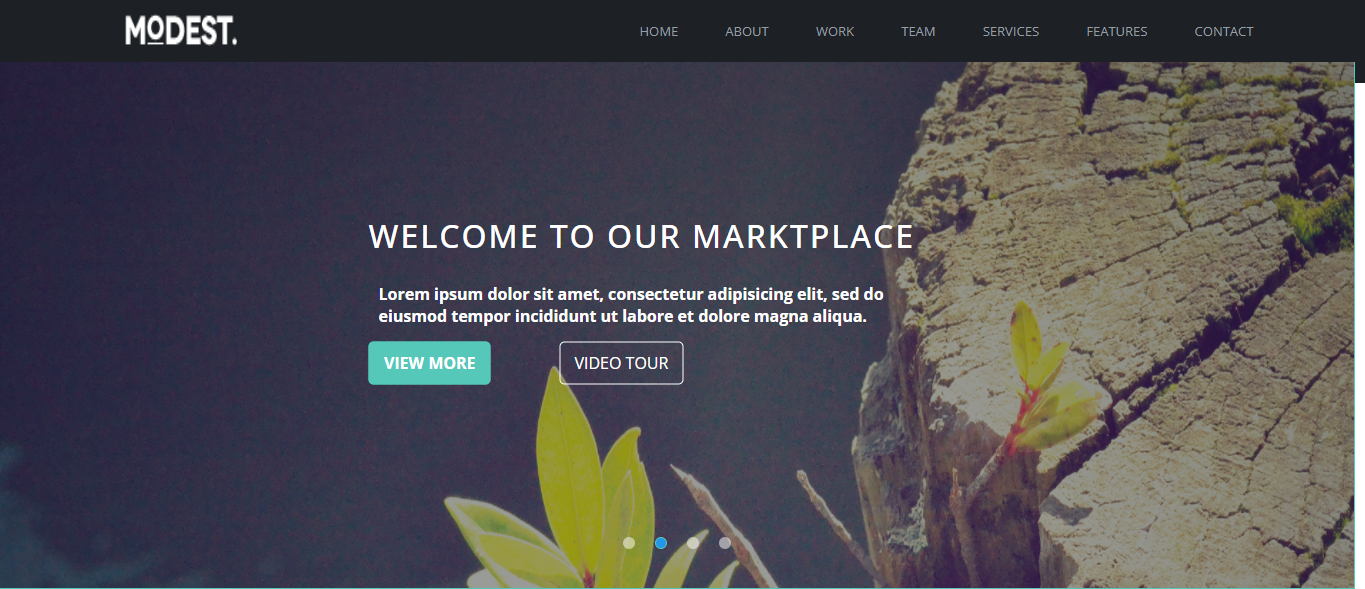 MODEST.
HOME ABOUT WORK TEAM SERVICES FEATURES CONTACT
WELCOME TO OUR MARKTPLACE
Lorem ipsum dolor sit amet, consectetur adipisicing elit, sed do
eiusmod tempor incididunt ut labore et dolore magna aliqua.
VIEW MORE VIDEO TOUR